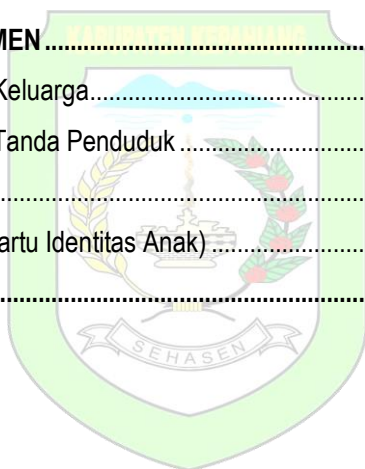 KABUPATEN KEPAHIANG
MEN ....................................................
Keluarga....................................................
Tanda Penduduk ....................................................
....................................................
artu Identitas Anak) ....................................................
....................................................
SEHASEN